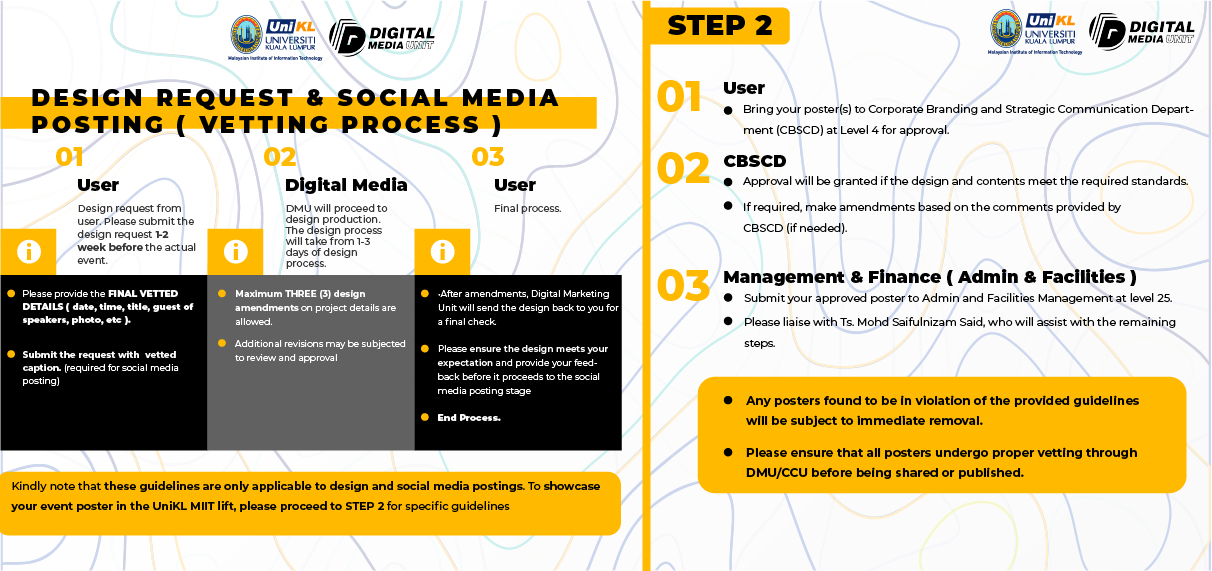 UniKL
UNIVERSITI
KUALA LUMPUR
Malaysian Institute of Information Technology
DIGITAL
MEDIA UNIT
DESIGN REQUEST & SOCIAL MEDIA
POSTING ( VETTING PROCESS )
01
User
Design request from
user. Please submit the
design request 1-2
week before the actual
event.
i
Please provide the FINAL VETTED
DETAILS ( date, time, title, guest of
speakers, photo, etc ).
Submit the request with vetted
caption. (required for social media
posting)
02
Digital Media
DMU will proceed to
design production.
The design process
will take from 1-3
days of design
process.
i
Maximum THREE (3) design
amendments on project details are
allowed.
Additional revisions may be subjected
to review and approval
03
User
Final process.
i
•After amendments, Digital Marketing
Unit will send the design back to you for
a final check.
Please ensure the design meets your
expectation and provide your feed-
back before it proceeds to the social
media posting stage
End Process.
Kindly note that these guidelines are only applicable to design and social media postings. To showcase
your event poster in the UniKL MIIT lift, please proceed to STEP 2 for specific guidelines
STEP 2
UniKL
UNIVERSITI
KUALA LUMPUR
Malaysian Institute of Information Technology
DIGITAL
MEDIA UNIT
01
User
Bring your poster(s) to Corporate Branding and Strategic Communication Depart-
ment (CBSCD) at Level 4 for approval.
02
CBSCD
Approval will be granted if the design and contents meet the required standards.
If required, make amendments based on the comments provided by
CBSCD (if needed).
03
Management & Finance ( Admin & Facilities )
Submit your approved poster to Admin and Facilities Management at level 25.
Please liaise with Ts. Mohd Saifulnizam Said, who will assist with the remaining
steps.
Any posters found to be in violation of the provided guidelines
will be subject to immediate removal.
Please ensure that all posters undergo proper vetting through
DMU/CCU before being shared or published.